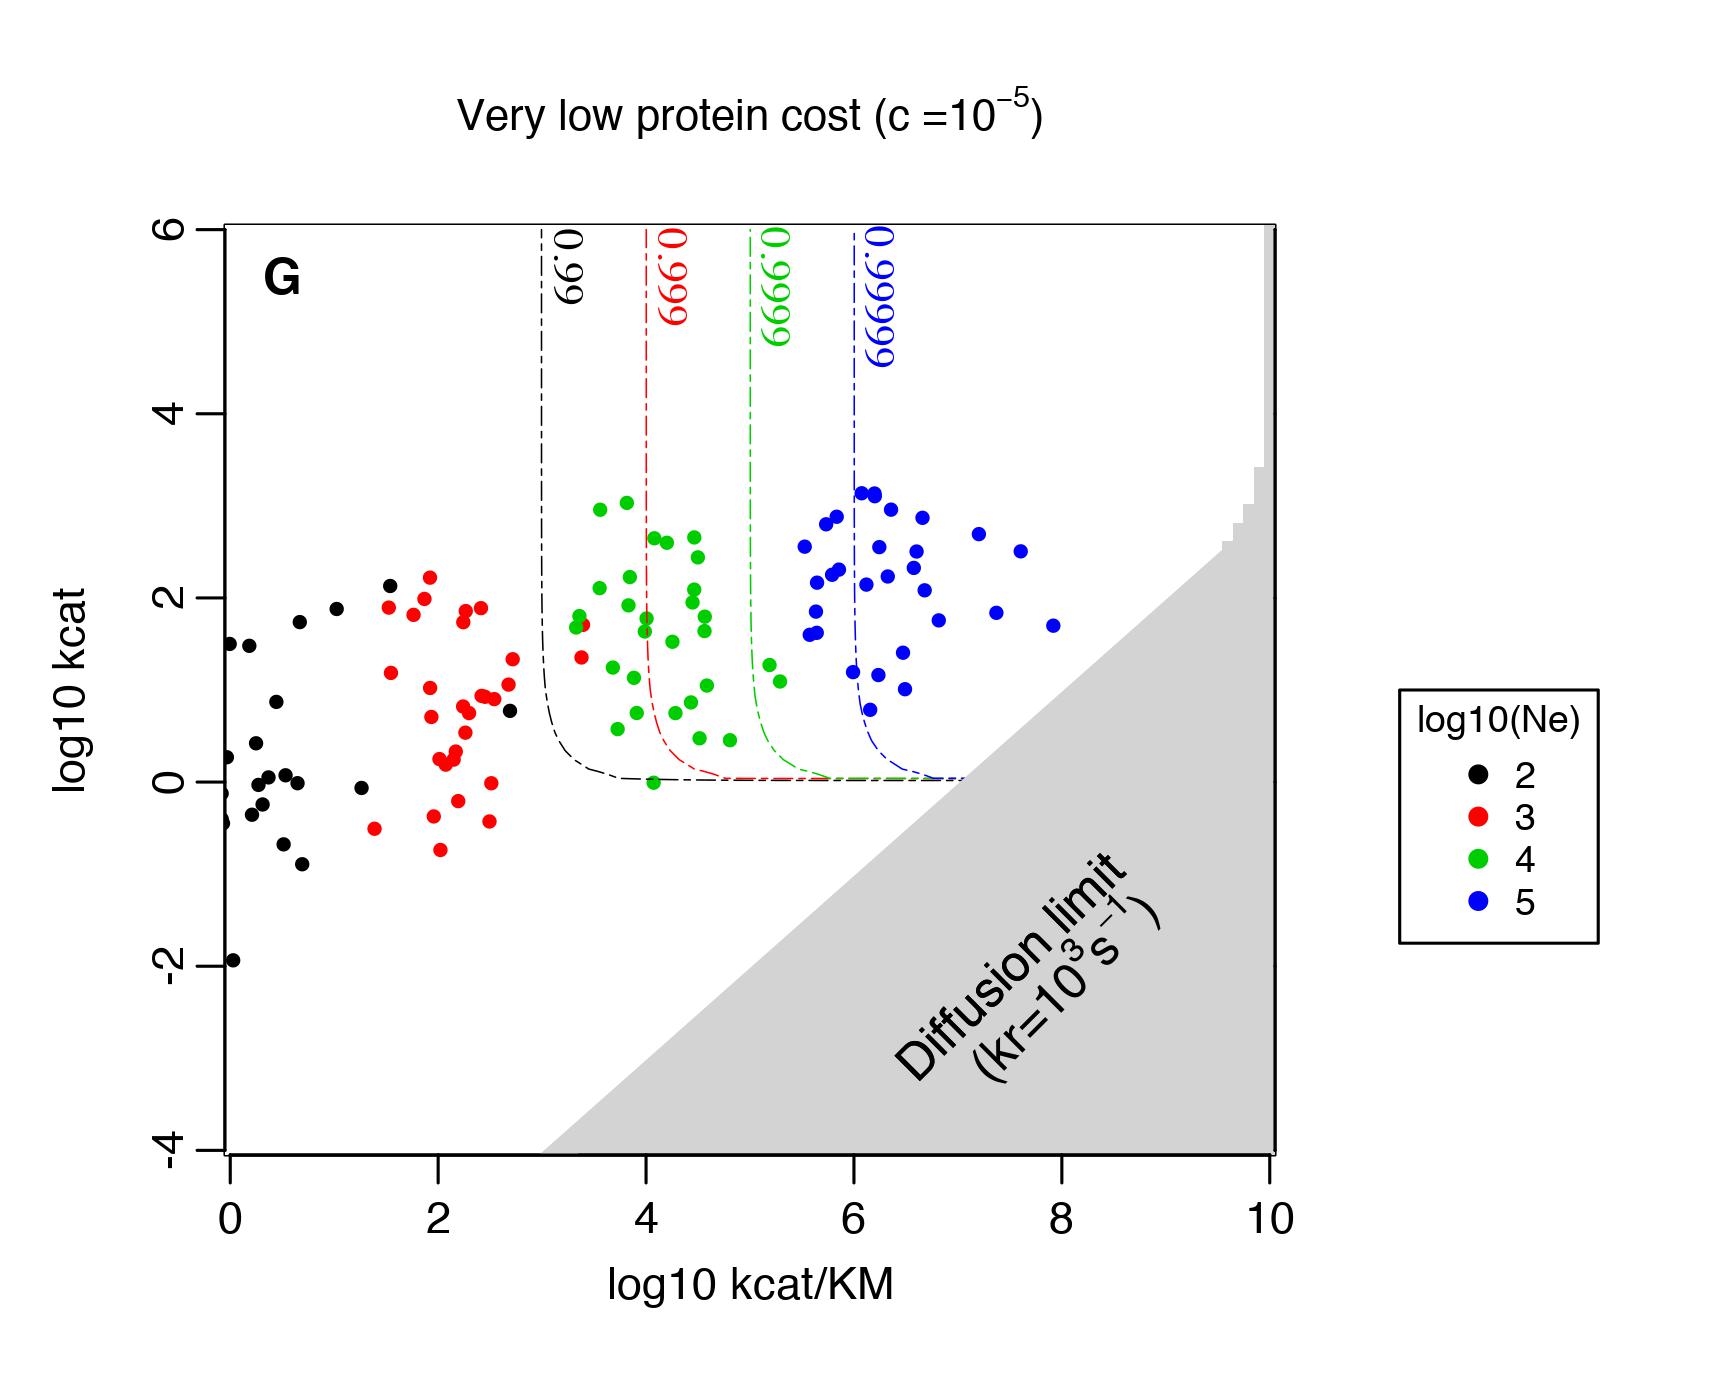 Very low protein cost (c =10⁻⁵)
G
0.99
0.999
0.9999
0.99999
6
4
2
0
-2
-4
log10 kcat
Diffusion limit
(kr=10³s⁻¹)
0 2 4 6 8 10
log10 kcat/KM
log10(Ne)
2
3
4
5